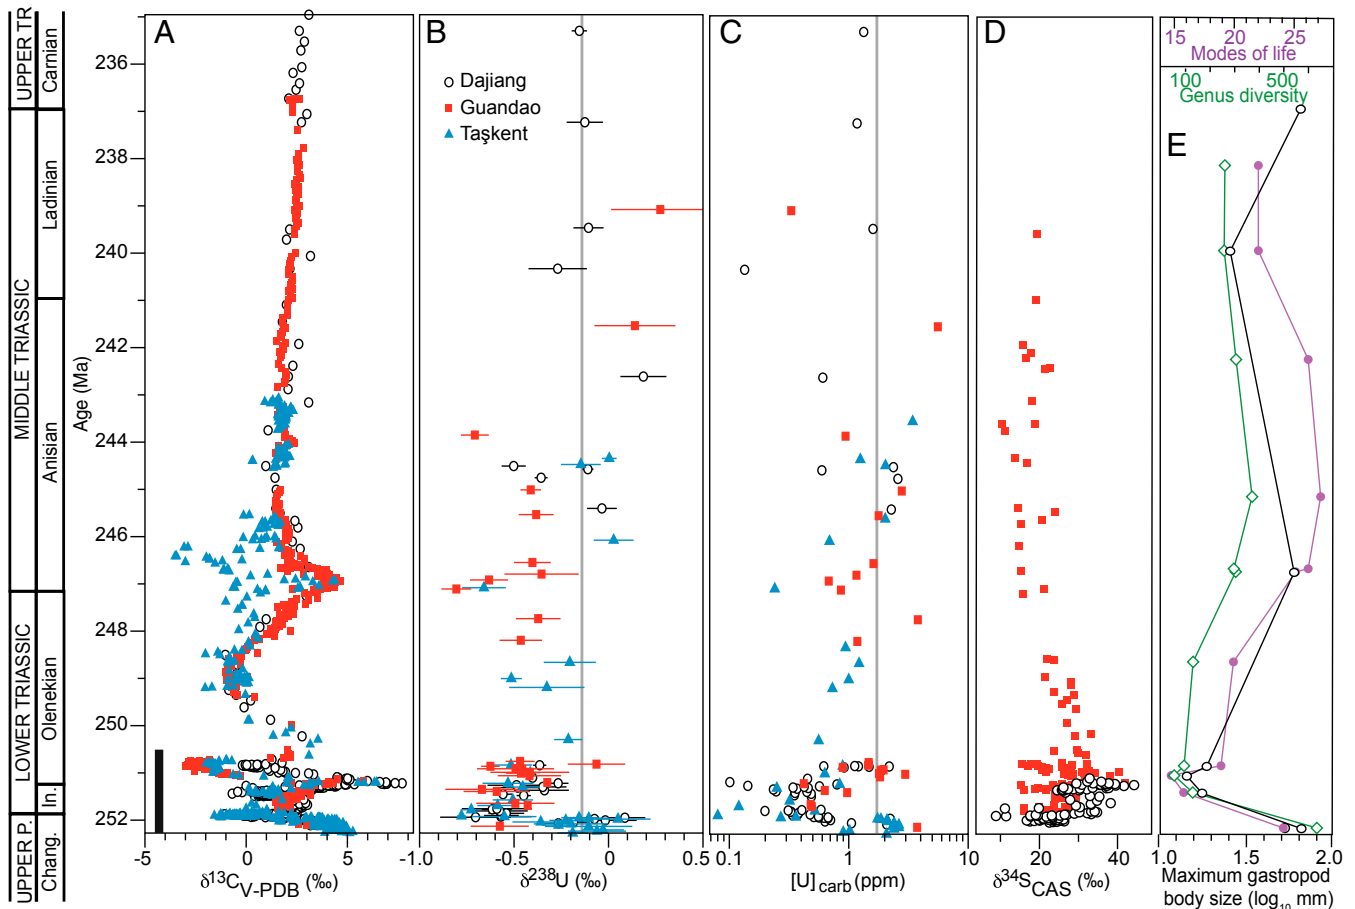 A
B
C
D
E
Dajiang
Guandao
Taşkent
15 20 25
Modes of life
100 500
Genus diversity
UPPER TR.
MIDDLE TRIASSIC
LOWER TRIASSIC
UPPER P.
Carnian
Ladinian
Anisian
Olenekian
In.
Chang.
Age (Ma)
236
238
240
242
244
246
248
250
252
-5 0 5 -1.0 -0.5 0 0.5 0.1 1 10 20 40 1.0 1.5 2.0
δ13CV-PDB (‰)
δ238U (‰)
[U]carb (ppm)
δ34SCAS (‰)
Maximum gastropod
body size (log10 mm)